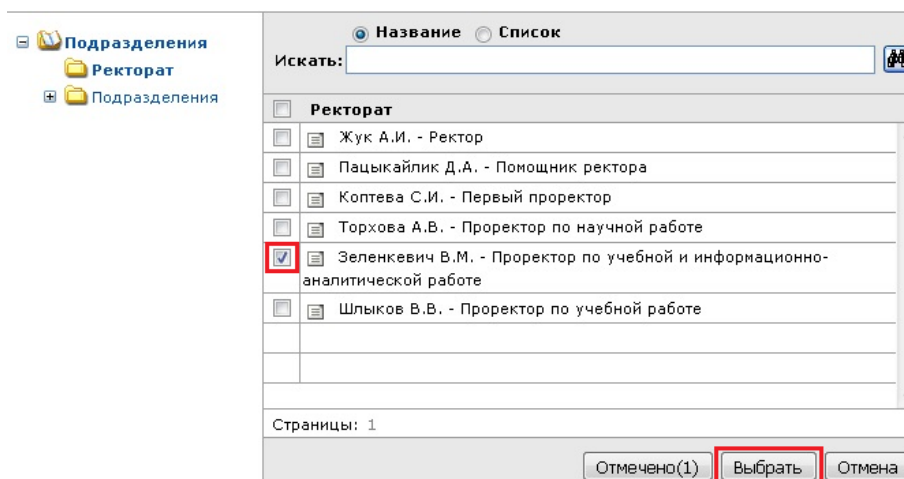 Подразделения
Ректорат
Подразделения
Название Список
Искать:
Ректорат
Жук А.И. - Ректор
Пацыкайлик Д.А. - Помощник ректора
Коптева С.И. - Первый проректор
Торхова А.В. - Проректор по научной работе
Зеленкевич В.М. - Проректор по учебной и информационно-
аналитической работе
Шлыков В.В. - Проректор по учебной работе
Страницы: 1
Отмечено(1) Выбрать Отмена